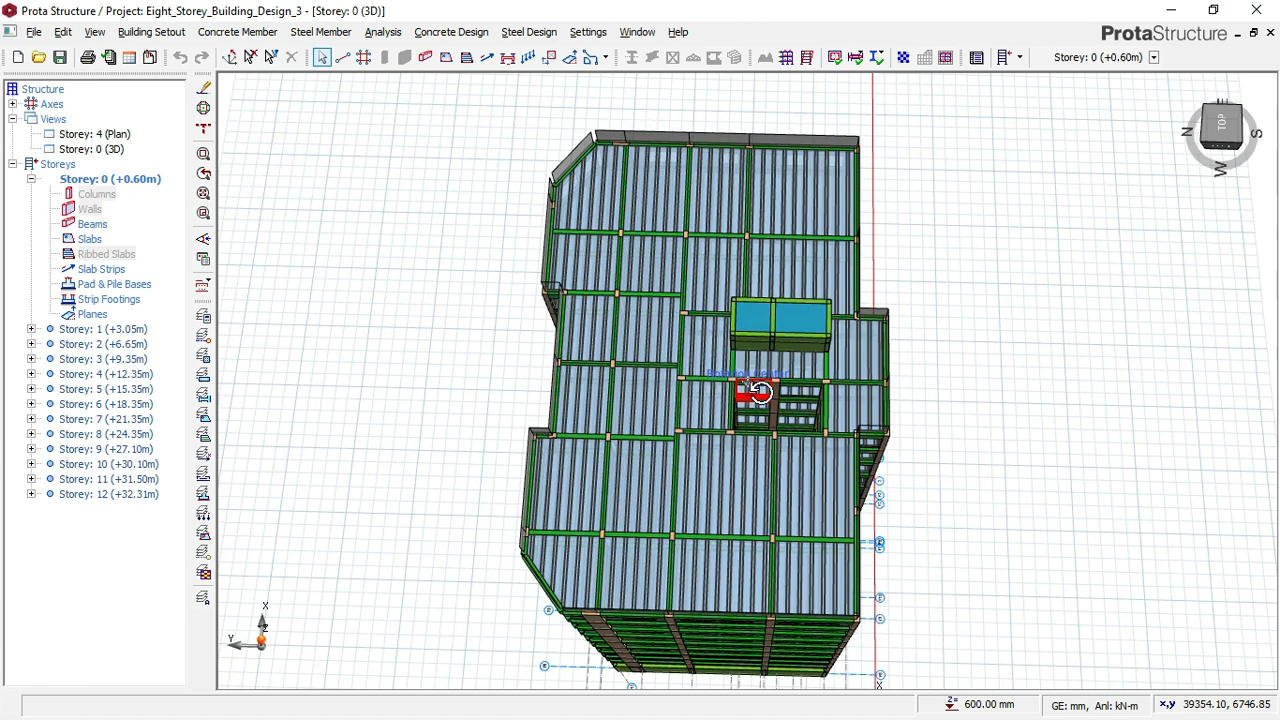 Prota Structure / Project: Eight_Storey_Building_Design_3 - [Storey: 0 (3D)]
File Edit View Building Setout Concrete Member Steel Member Analysis Concrete Design Steel Design Settings Window Help
ProtaStructure
Storey: 0 (+0.60m)
Structure
Axes
Views
Storey: 4 (Plan)
Storey: 0 (3D)
Storeys
Storey: 0 (+0.60m)
Columns
Walls
Beams
Slabs
Ribbed Slabs
Slab Strips
Pad & Pile Bases
Strip Footings
Planes
Storey: 1 (+3.05m)
Storey: 2 (+6.65m)
Storey: 3 (+9.35m)
Storey: 4 (+12.35m)
Storey: 5 (+15.35m)
Storey: 6 (+18.35m)
Storey: 7 (+21.35m)
Storey: 8 (+24.35m)
Storey: 9 (+27.10m)
Storey: 10 (+30.10m)
Storey: 11 (+31.50m)
Storey: 12 (+32.31m)
TOP
N
S
W
X
Z
Y
X
Z= 600.00 mm
GE: mm, Anl: kN-m
x,y 39354.10, 6746.85